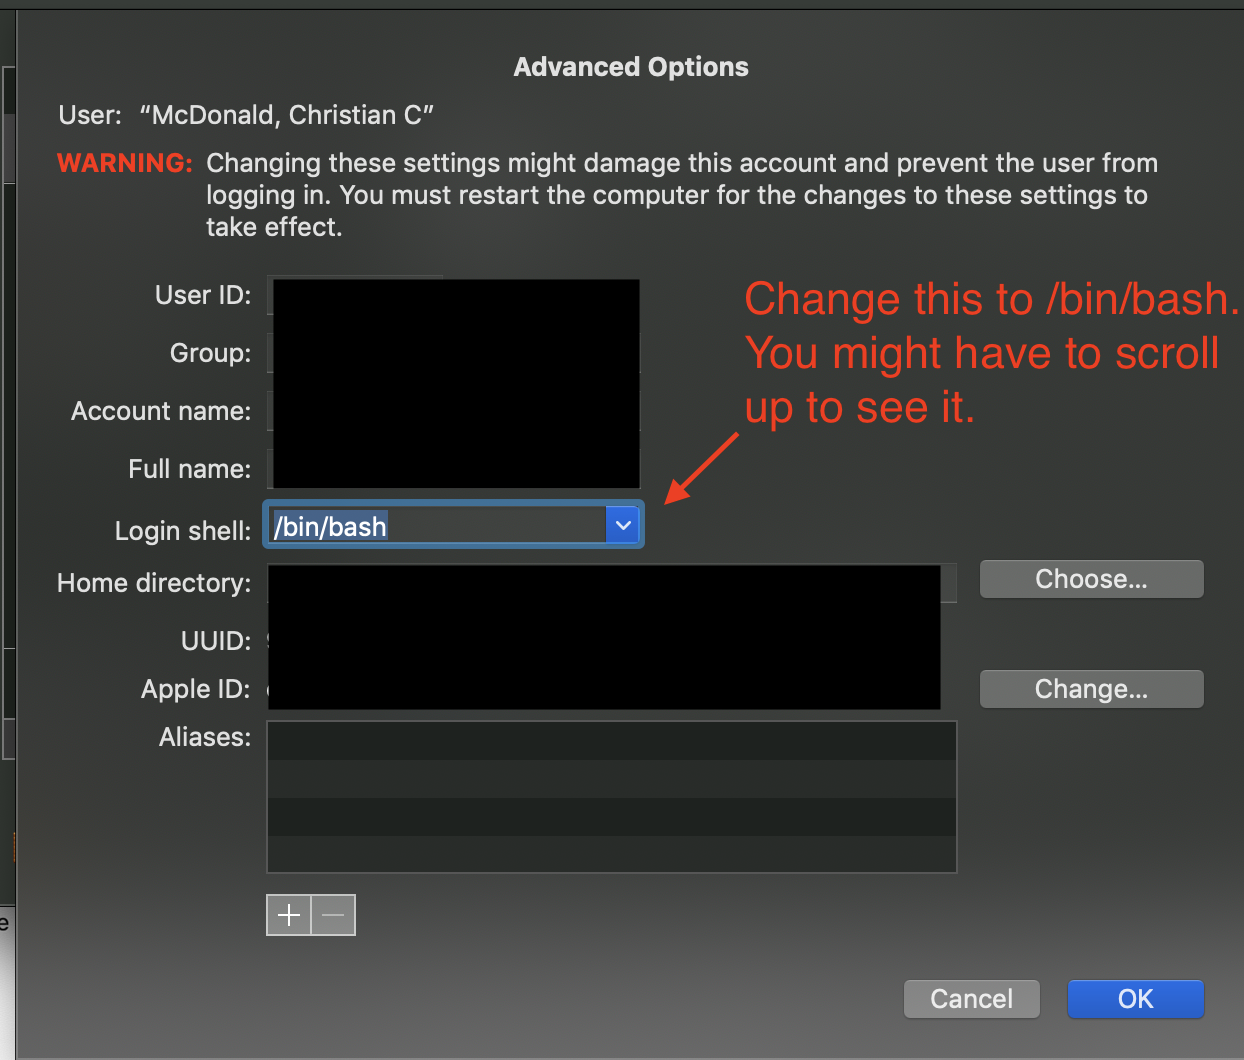 Advanced Options
User: “McDonald, Christian C”
WARNING: Changing these settings might damage this account and prevent the user from
logging in. You must restart the computer for the changes to these settings to
take effect.
User ID:
Group:
Account name:
Full name:
Change this to /bin/bash.
You might have to scroll
up to see it.
Login shell: /bin/bash
Home directory:
Choose...
UUID:
Apple ID:
Change...
Aliases:
Cancel
OK